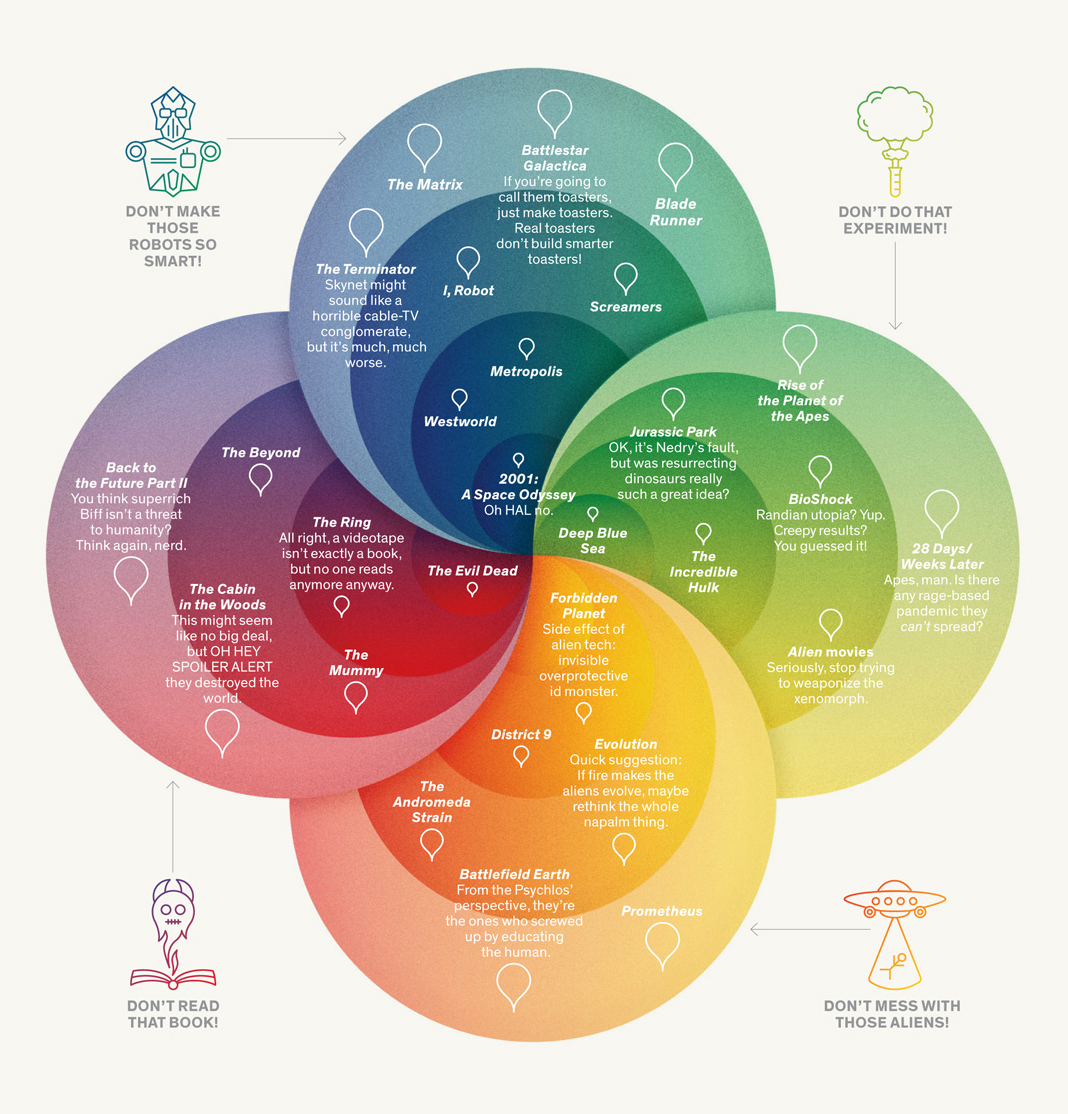 DON'T MAKE
THOSE
ROBOTS SO
SMART!
The Matrix
Battlestar
Galactica
If you're going to
call them toasters,
just make toasters.
Real toasters
don't build smarter
toasters!
Blade
Runner
The Terminator
Skynet might
sound like a
horrible cable-TV
conglomerate,
but it's much, much
worse.
I, Robot
Screamers
Metropolis
Westworld
2001:
A Space Odyssey
Oh HAL no.
DON'T DO THAT
EXPERIMENT!
Rise of
the Planet of
the Apes
Jurassic Park
OK, it's Nedry's fault,
but was resurrecting
dinosaurs really
such a great idea?
BioShock
Randian utopia? Yup.
Creepy results?
You guessed it!
Deep Blue
Sea
The
Incredible
Hulk
28 Days/
Weeks Later
Apes, man. Is there
any rage-based
pandemic they
can't spread?
Alien movies
Seriously, stop trying
to weaponize the
xenomorph.
Back to
the Future Part II
You think superrich
Biff isn't a threat
to humanity?
Think again, nerd.
The Beyond
The Ring
All right, a videotape
isn't exactly a book,
but no one reads
anymore anyway.
The Evil Dead
The Cabin
in the Woods
This might seem
like no big deal,
but OH HEY
SPOILER ALERT
they destroyed the
world.
The
Mummy
DON'T READ
THAT BOOK!
Forbidden
Planet
Side effect of
alien tech:
invisible
overprotective
id monster.
District 9
Evolution
Quick suggestion:
If fire makes the
aliens evolve, maybe
rethink the whole
napalm thing.
The
Andromeda
Strain
Battlefield Earth
From the Psychlos'
perspective, they're
the ones who screwed
up by educating
the human.
Prometheus
DON'T MESS WITH
THOSE ALIENS!